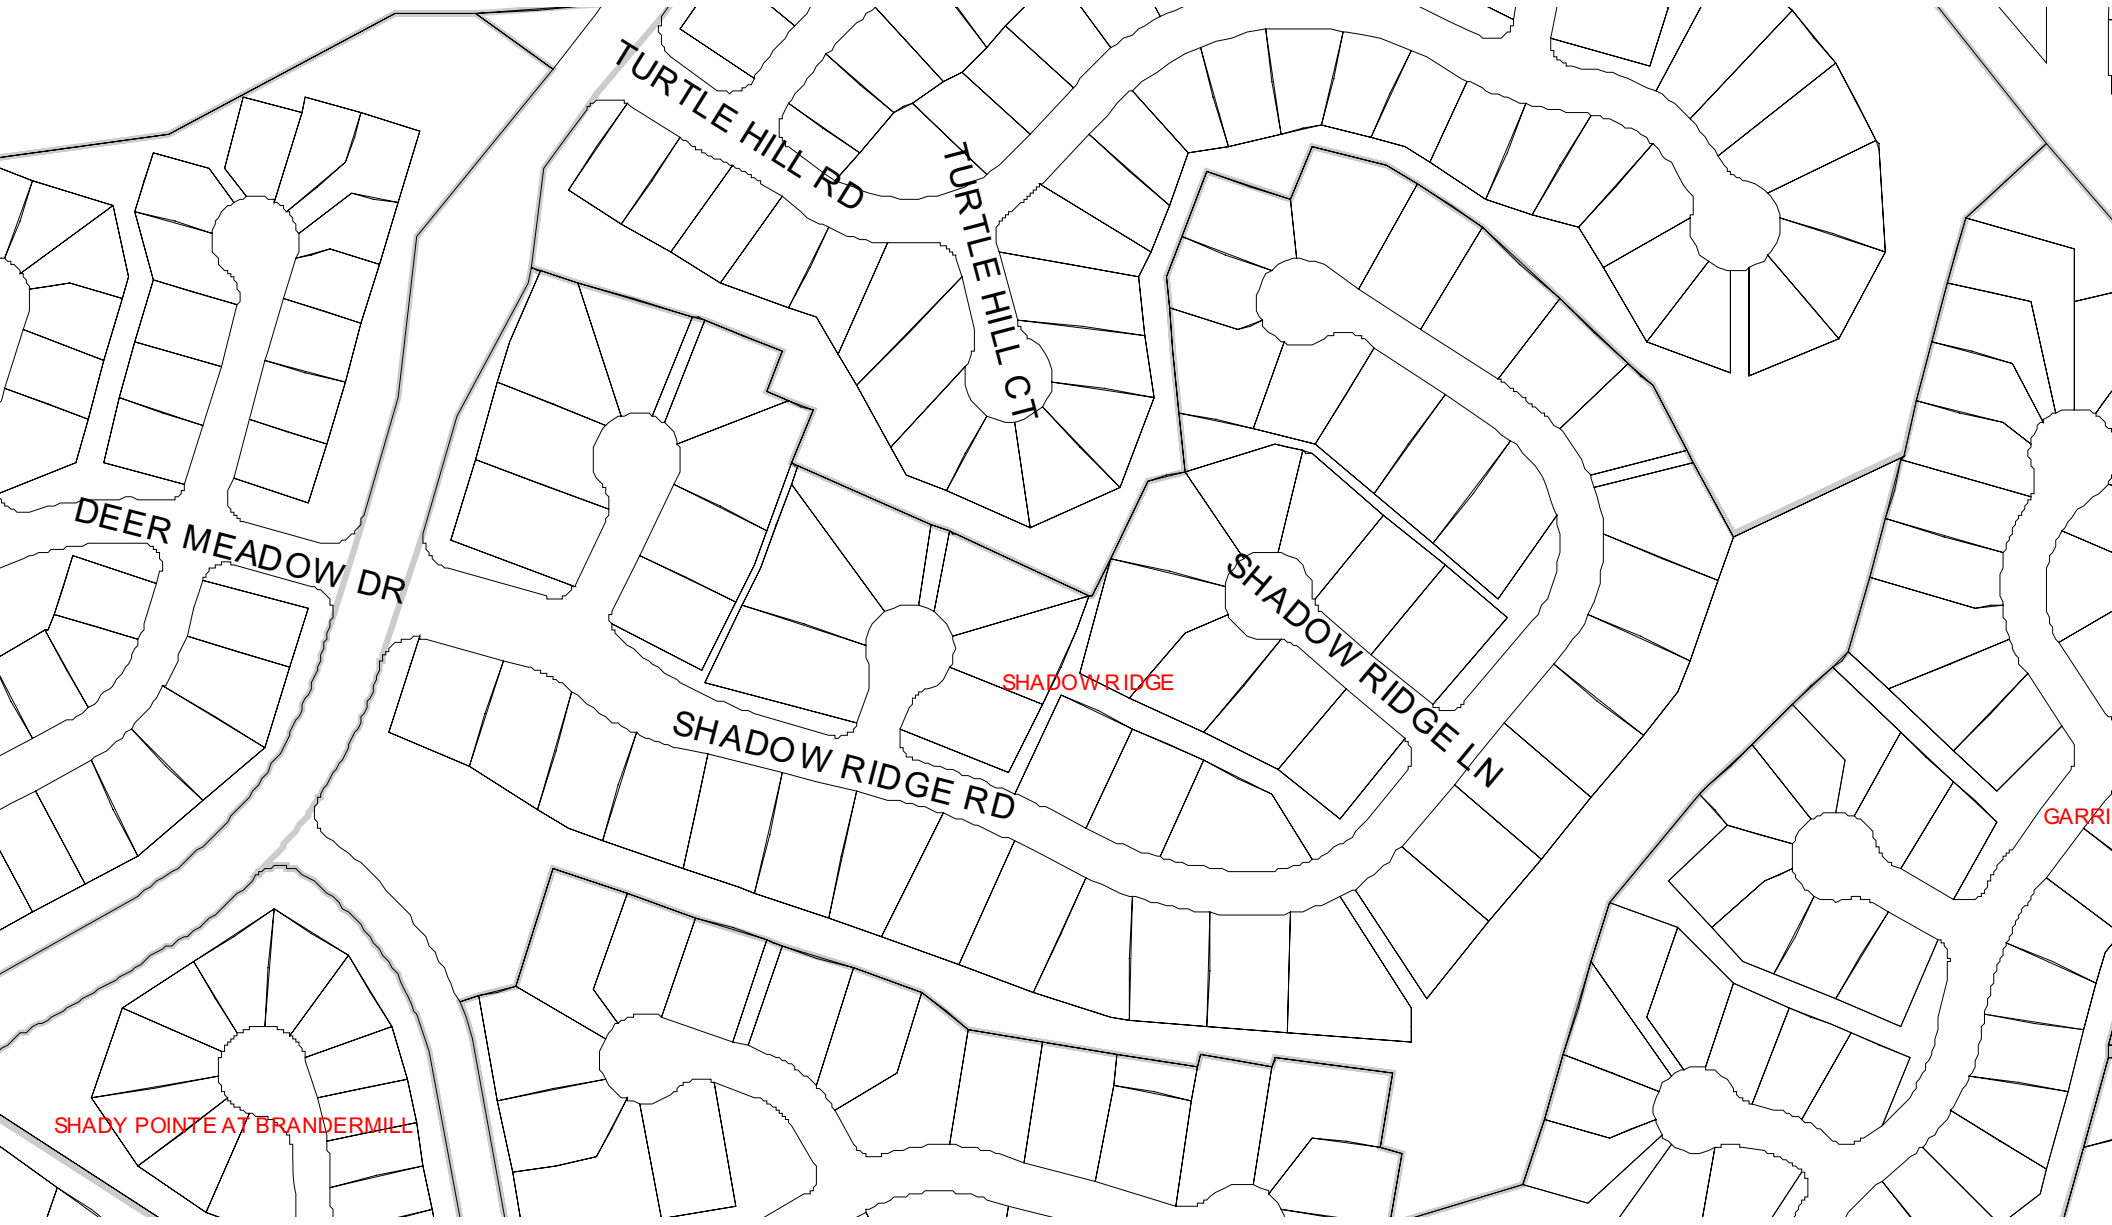 TURTLE HILL RD
TURTLE HILL CT
DEER MEADOW DR
SHADOW RIDGE LN
SHADOW RIDGE
SHADOW RIDGE RD
GARRI
SHADY POINTE AT BRANDERMILL